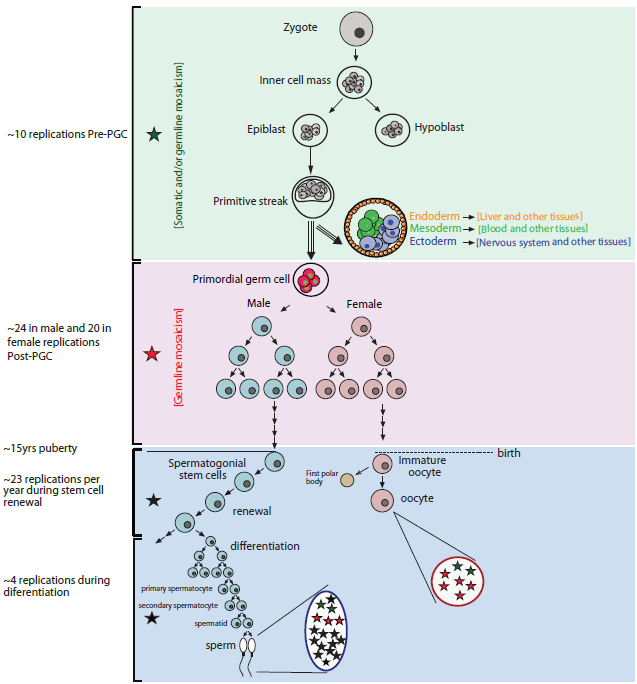 Zygote
Inner cell mass
Epiblast
Hypoblast
~10 replications Pre-PGC
[Somatic and/or germline mosaicism]
Primitive streak
Endoderm [Liver and other tissues]
Mesoderm [Blood and other tissues]
Ectoderm [Nervous system and other tissues]
Primordial germ cell
Male
Female
~24 in male and 20 in
female replications
Post-PGC
[Germline mosaicism]
~15yrs puberty
birth
Spermatogonial
stem cells
First polar
body
Immature
oocyte
oocyte
~23 replications per
year during stem cell
renewal
renewal
differentiation
~4 replications during
diferentiation
primary spermatocyte
secondary spermatocyte
spermatid
sperm